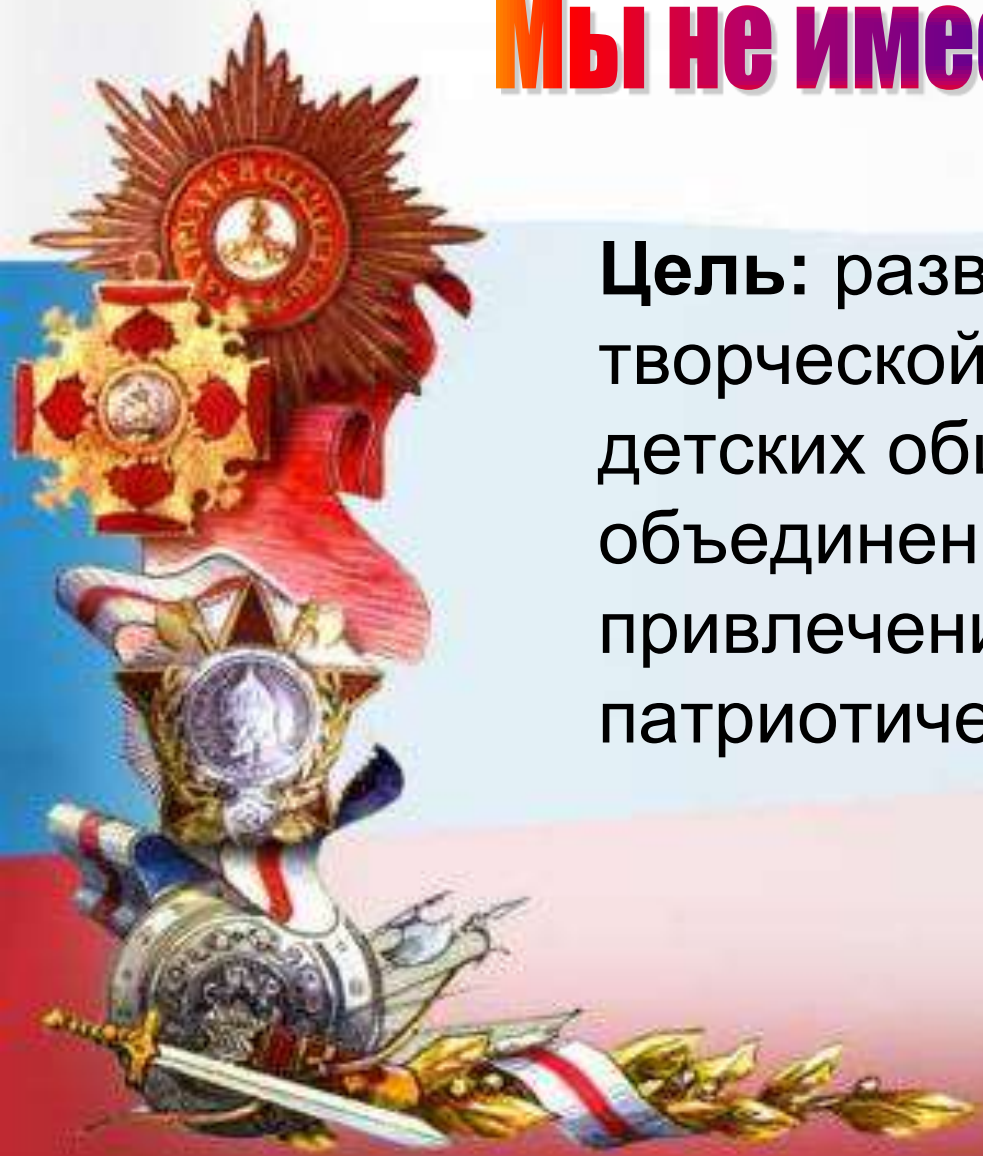 Мы не имее
Цель: разв
творческой
детских об
объединен
привлечени
патриотиче